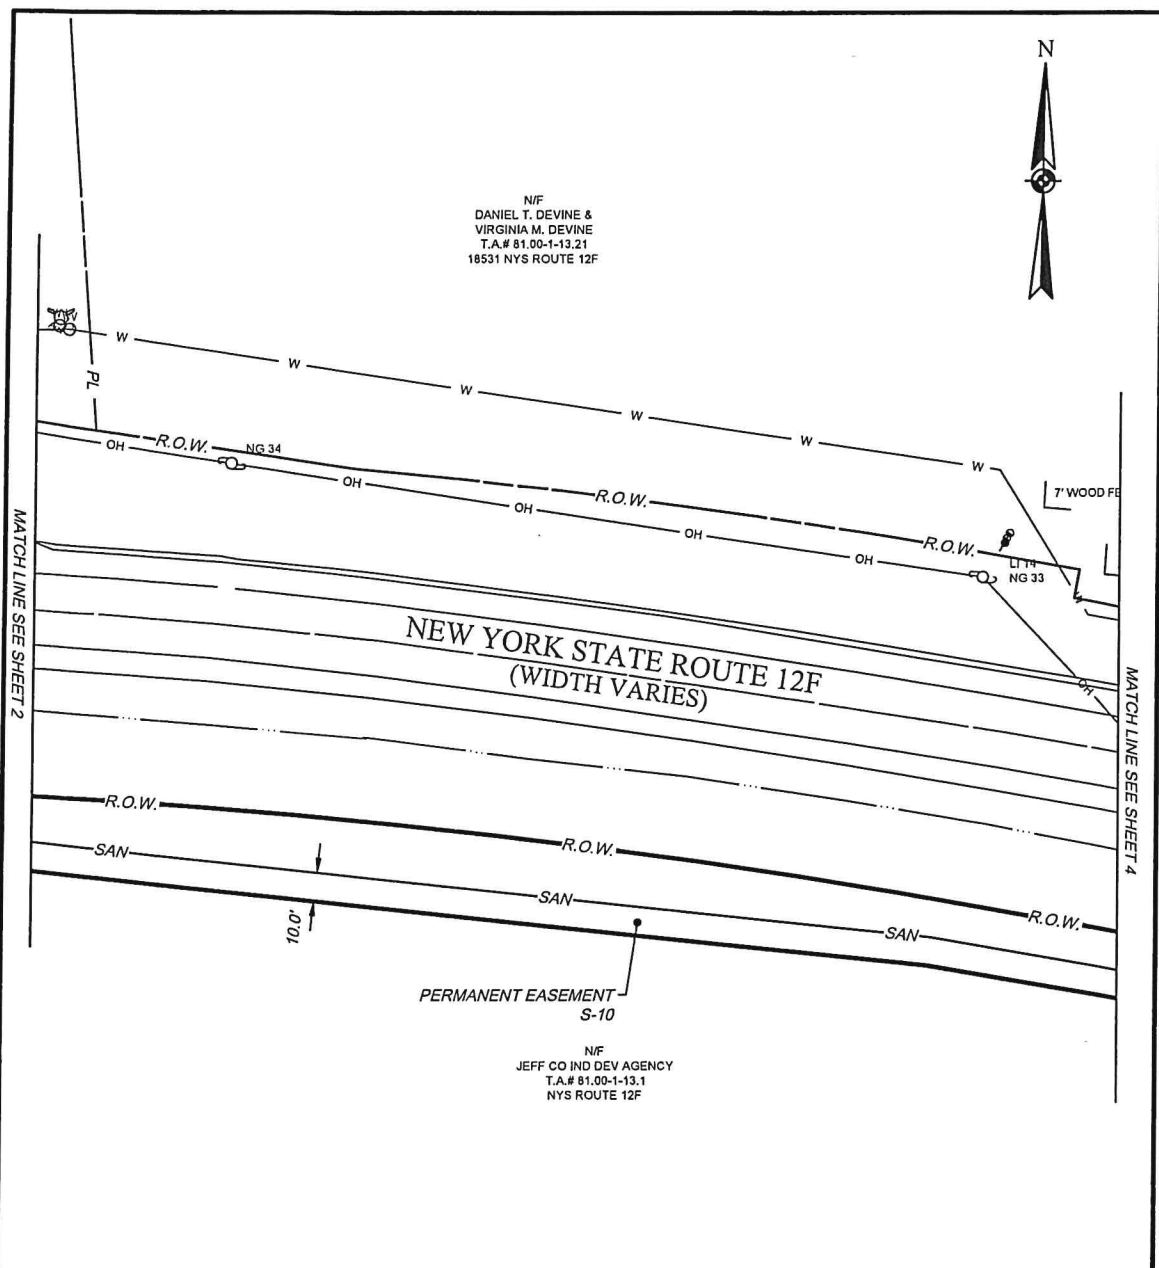 N
N/F
DANIEL T. DEVINE &
VIRGINIA M. DEVINE
T.A.# 81.00-1-13.21
18531 NYS ROUTE 12F
W
W
W
W
W
W
PL
OH
R.O.W.
NG 34
OH
R.O.W.
OH
OH
OH
R.O.W.
7' WOOD
NG 33
W
OH
NEW YORK STATE ROUTE 12F
(WIDTH VARIES)
MATCH LINE SEE SHEET 2
MATCH LINE SEE SHEET 4
R.O.W.
R.O.W.
R.O.W.
SAN
SAN
SAN
10.0'
PERMANENT EASEMENT
S-10
N/F
JEFF CO IND DEV AGENCY
T.A.# 81.00-1-13.1
NYS ROUTE 12F